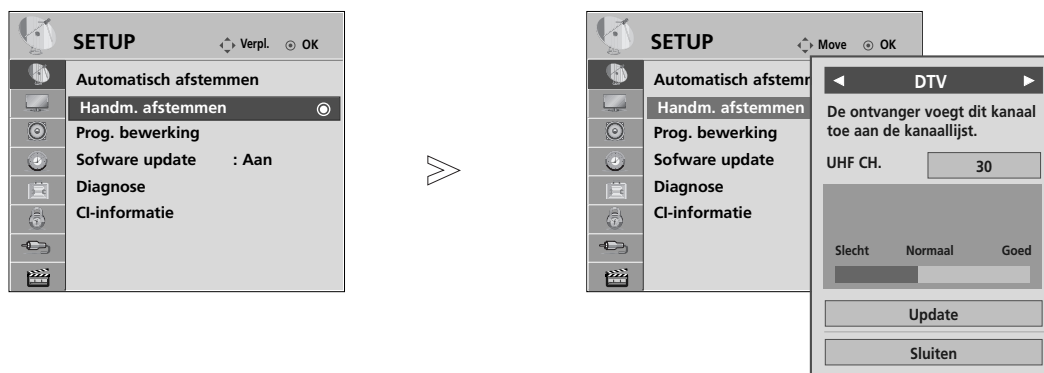 SETUP Verpl. OK
Automatisch afstemmen
Handm. afstemmen
Prog. bewerking
Sofware update : Aan
Diagnose
CI-informatie
SETUP Move OK
Automatisch afstemm
Handm. afstemmen
Prog. bewerking
Sofware update
Diagnose
CI-informatie
DTV
De ontvanger voegt dit kanaal
toe aan de kanaallijst.
UHF CH. 30
Slecht Normaal Goed
Update
Sluiten